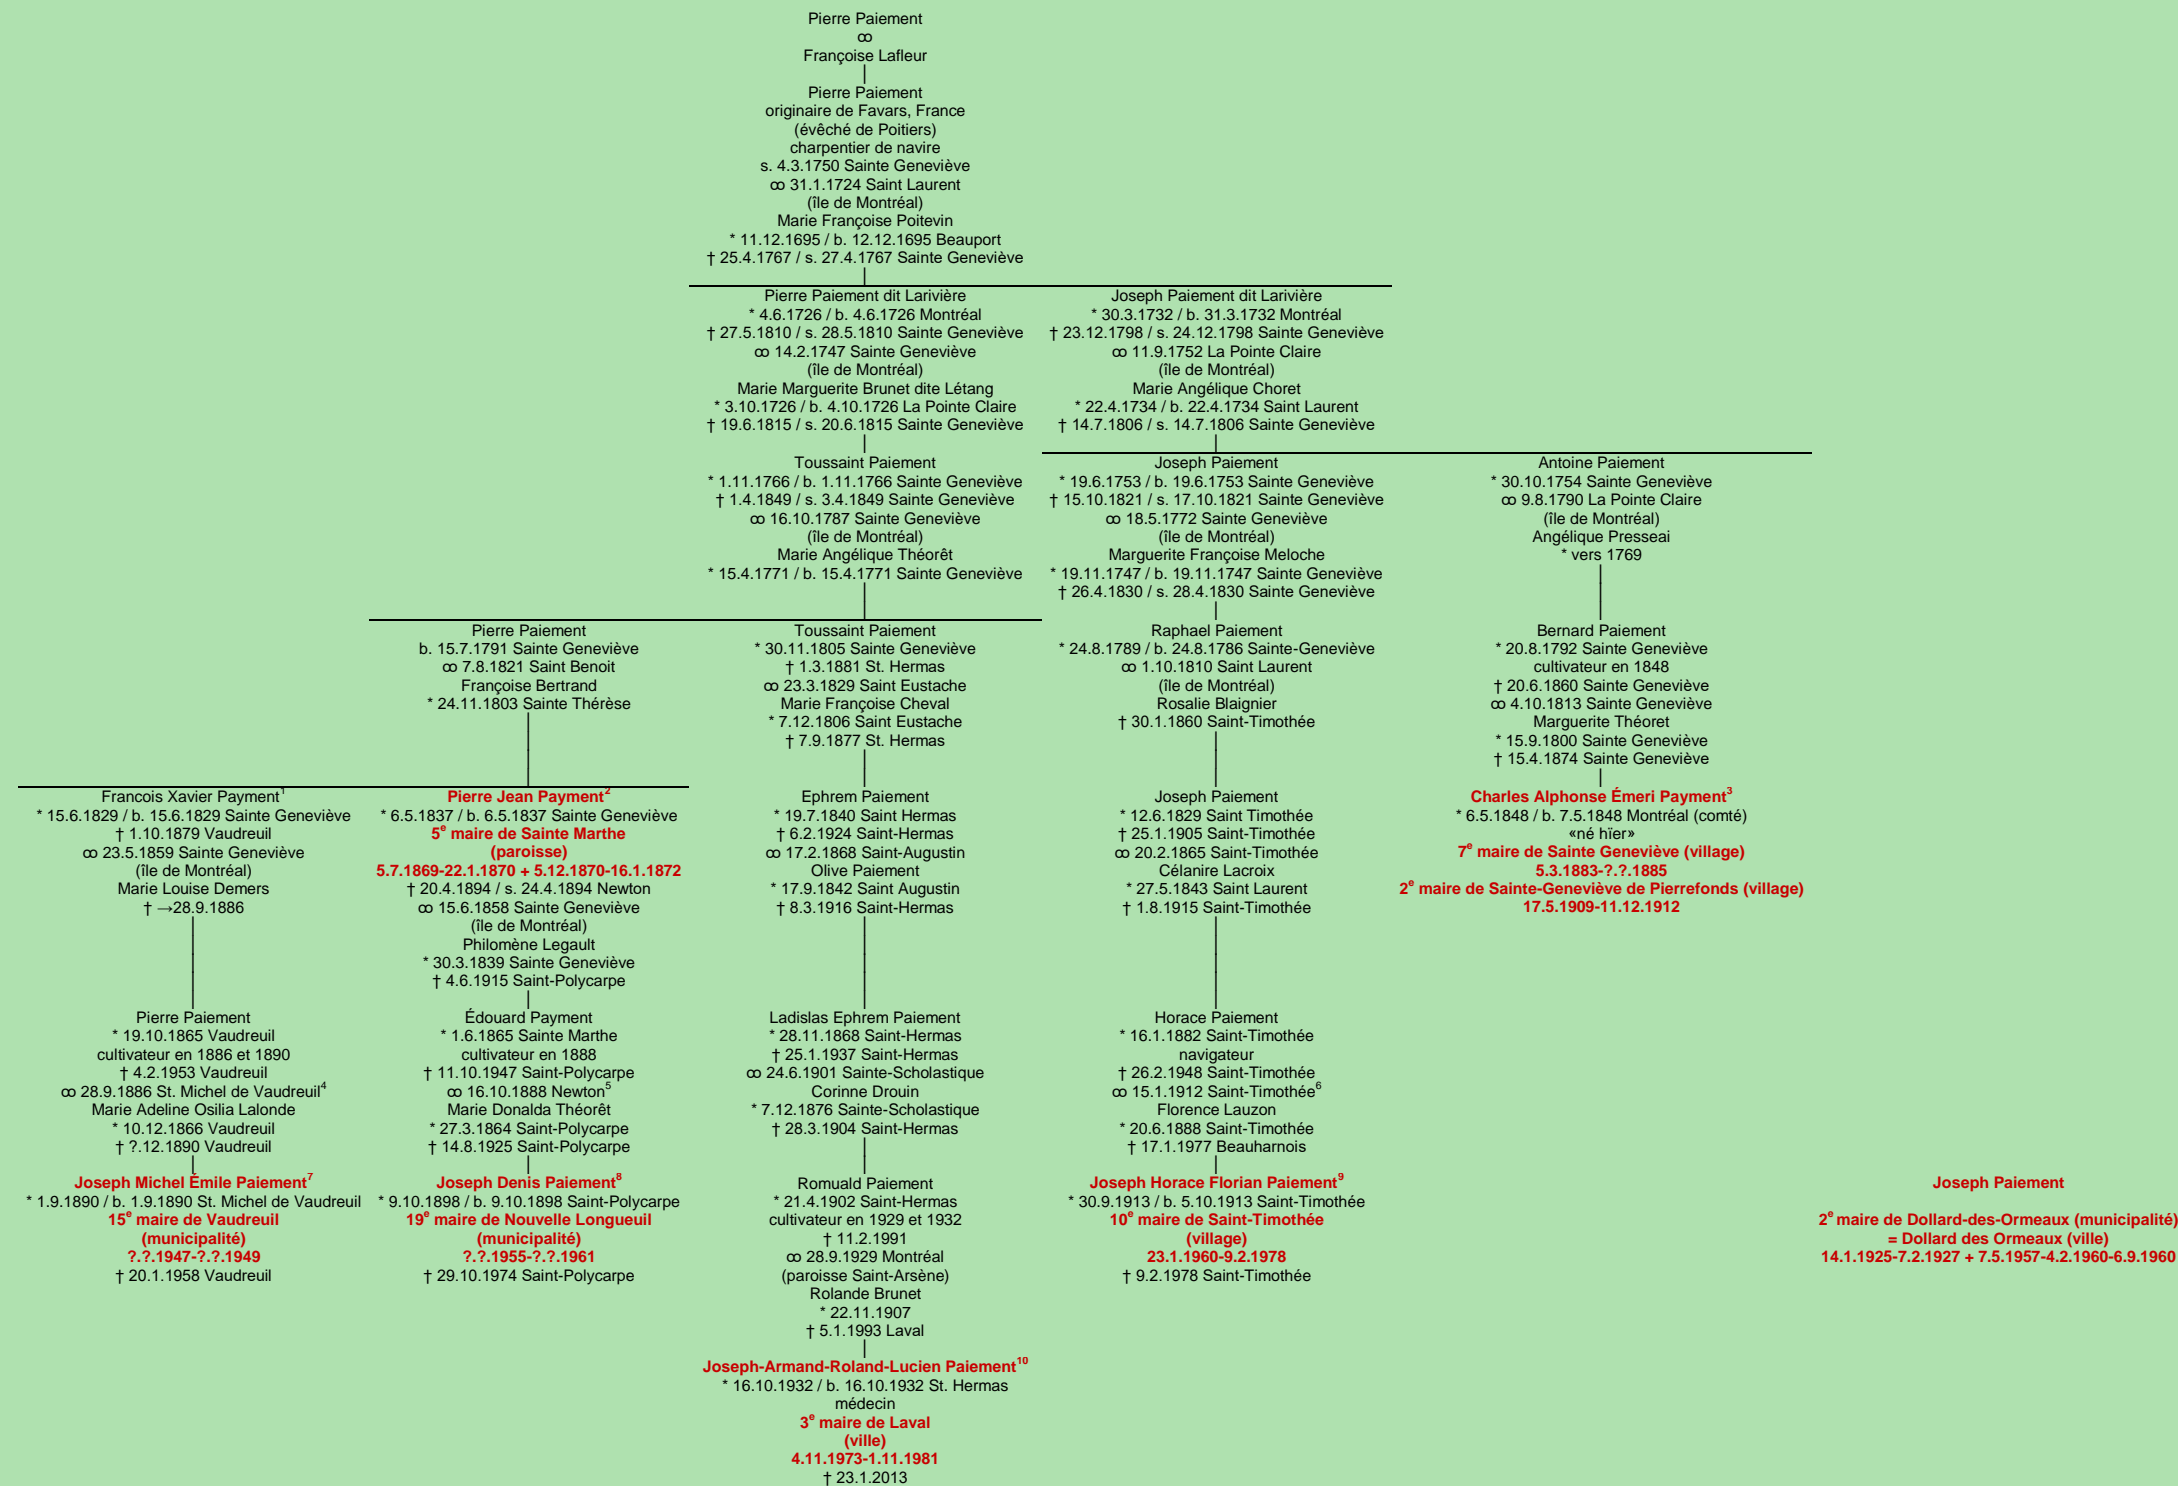 Pierre Paiement
ꝏ
Françoise Lafleur
Pierre Paiement
originaire de Favars, France
(évêché de Poitiers)
charpentier de navire
s. 4.3.1750 Sainte Geneviève
ꝏ 31.1.1724 Saint Laurent
(île de Montréal)
Marie Françoise Poitevin
* 11.12.1695 / b. 12.12.1695 Beauport
† 25.4.1767 / s. 27.4.1767 Sainte Geneviève
Pierre Paiement dit Larivière
* 4.6.1726 / b. 4.6.1726 Montréal
† 27.5.1810 / s. 28.5.1810 Sainte Geneviève
ꝏ 14.2.1747 Sainte Geneviève
(île de Montréal)
Marie Marguerite Brunet dite Létang
* 3.10.1726 / b. 4.10.1726 La Pointe Claire
† 19.6.1815 / s. 20.6.1815 Sainte Geneviève
Joseph Paiement dit Larivière
* 30.3.1732 / b. 31.3.1732 Montréal
† 23.12.1798 / s. 24.12.1798 Sainte Geneviève
ꝏ 11.9.1752 La Pointe Claire
(île de Montréal)
Marie Angélique Choret
* 22.4.1734 / b. 22.4.1734 Saint Laurent
† 14.7.1806 / s. 14.7.1806 Sainte Geneviève
Toussaint Paiement
* 1.11.1766 / b. 1.11.1766 Sainte Geneviève
† 1.4.1849 / s. 3.4.1849 Sainte Geneviève
ꝏ 16.10.1787 Sainte Geneviève
(île de Montréal)
Marie Angélique Théorêt
* 15.4.1771 / b. 15.4.1771 Sainte Geneviève
Joseph Paiement
* 19.6.1753 / b. 19.6.1753 Sainte Geneviève
† 15.10.1821 / s. 17.10.1821 Sainte Geneviève
ꝏ 18.5.1772 Sainte Geneviève
(île de Montréal)
Marguerite Françoise Meloche
* 19.11.1747 / b. 19.11.1747 Sainte Geneviève
† 26.4.1830 / s. 28.4.1830 Sainte Geneviève
Antoine Paiement
* 30.10.1754 Sainte Geneviève
ꝏ 9.8.1790 La Pointe Claire
(île de Montréal)
Angélique Presseai
* vers 1769
Pierre Paiement
b. 15.7.1791 Sainte Geneviève
ꝏ 7.8.1821 Saint Benoit
Françoise Bertrand
* 24.11.1803 Sainte Thérèse
Toussaint Paiement
* 30.11.1805 Sainte Geneviève
† 1.3.1881 St. Hermas
ꝏ 23.3.1829 Saint Eustache
Marie Françoise Cheval
* 7.12.1806 Saint Eustache
† 7.9.1877 St. Hermas
Raphael Paiement
* 24.8.1789 / b. 24.8.1786 Sainte-Geneviève
ꝏ 1.10.1810 Saint Laurent
(île de Montréal)
Rosalie Blaignier
† 30.1.1860 Saint-Timothée
Bernard Paiement
* 20.8.1792 Sainte Geneviève
cultivateur en 1848
† 20.6.1860 Sainte Geneviève
ꝏ 4.10.1813 Sainte Geneviève
Marguerite Théoret
* 15.9.1800 Sainte Geneviève
† 15.4.1874 Sainte Geneviève
Francois Xavier Payment¹
* 15.6.1829 / b. 15.6.1829 Sainte Geneviève
† 1.10.1879 Vaudreuil
ꝏ 23.5.1859 Sainte Geneviève
(île de Montréal)
Marie Louise Demers
† →28.9.1886
Pierre Jean Payment²
* 6.5.1837 / b. 6.5.1837 Sainte Geneviève
5ᵉ maire de Sainte Marthe
(paroisse)
5.7.1869-22.1.1870 + 5.12.1870-16.1.1872
† 20.4.1894 / s. 24.4.1894 Newton
ꝏ 15.6.1858 Sainte Geneviève
(île de Montréal)
Philomène Legault
* 30.3.1839 Sainte Geneviève
† 4.6.1915 Saint-Polycarpe
Ephrem Paiement
* 19.7.1840 Saint Hermas
† 6.2.1924 Saint-Hermas
ꝏ 17.2.1868 Saint-Augustin
Olive Paiement
* 17.9.1842 Saint Augustin
† 8.3.1916 Saint-Hermas
Joseph Paiement
* 12.6.1829 Saint Timothée
† 25.1.1905 Saint-Timothée
ꝏ 20.2.1865 Saint-Timothée
Célanire Lacroix
* 27.5.1843 Saint Laurent
† 1.8.1915 Saint-Timothée
Charles Alphonse Émeri Payment³
* 6.5.1848 / b. 7.5.1848 Montréal (comté)
«né hïer»
7ᵉ maire de Sainte Geneviève (village)
5.3.1883-?.?.1885
2ᵉ maire de Sainte-Geneviève de Pierrefonds (village)
17.5.1909-11.12.1912
Pierre Paiement
* 19.10.1865 Vaudreuil
cultivateur en 1886 et 1890
† 4.2.1953 Vaudreuil
ꝏ 28.9.1886 St. Michel de Vaudreuil⁴
Marie Adeline Osilia Lalonde
* 10.12.1866 Vaudreuil
† ?.12.1890 Vaudreuil
Édouard Payment
* 1.6.1865 Sainte Marthe
cultivateur en 1888
† 11.10.1947 Saint-Polycarpe
ꝏ 16.10.1888 Newton⁵
Marie Donalda Théorêt
* 27.3.1864 Saint-Polycarpe
† 14.8.1925 Saint-Polycarpe
Ladislas Ephrem Paiement
* 28.11.1868 Saint-Hermas
† 25.1.1937 Saint-Hermas
ꝏ 24.6.1901 Sainte-Scholastique
Corinne Drouin
* 7.12.1876 Sainte-Scholastique
† 28.3.1904 Saint-Hermas
Horace Paiement
* 16.1.1882 Saint-Timothée
navigateur
† 26.2.1948 Saint-Timothée
ꝏ 15.1.1912 Saint-Timothée⁶
Florence Lauzon
* 20.6.1888 Saint-Timothée
† 17.1.1977 Beauharnois
Joseph Michel Émile Paiement⁷
* 1.9.1890 / b. 1.9.1890 St. Michel de Vaudreuil
15ᵉ maire de Vaudreuil
(municipalité)
?.?.1947-?.?.1949
† 20.1.1958 Vaudreuil
Joseph Denis Paiement⁸
* 9.10.1898 / b. 9.10.1898 Saint-Polycarpe
19ᵉ maire de Nouvelle Longueuil
(municipalité)
?.?.1955-?.?.1961
† 29.10.1974 Saint-Polycarpe
Romuald Paiement
* 21.4.1902 Saint-Hermas
cultivateur en 1929 et 1932
† 11.2.1991
ꝏ 28.9.1929 Montréal
(paroisse Saint-Arsène)
Rolande Brunet
* 22.11.1907
† 5.1.1993 Laval
Joseph Horace Florian Paiement⁹
* 30.9.1913 / b. 5.10.1913 Saint-Timothée
10ᵉ maire de Saint-Timothée
(village)
23.1.1960-9.2.1978
† 9.2.1978 Saint-Timothée
Joseph Paiement
2ᵉ maire de Dollard-des-Ormeaux (municipalité)
= Dollard des Ormeaux (ville)
14.1.1925-7.2.1927 + 7.5.1957-4.2.1960-6.9.1960
Joseph-Armand-Roland-Lucien Paiement¹⁰
* 16.10.1932 / b. 16.10.1932 St. Hermas
médecin
3ᵉ maire de Laval
(ville)
4.11.1973-1.11.1981
† 23.1.2013